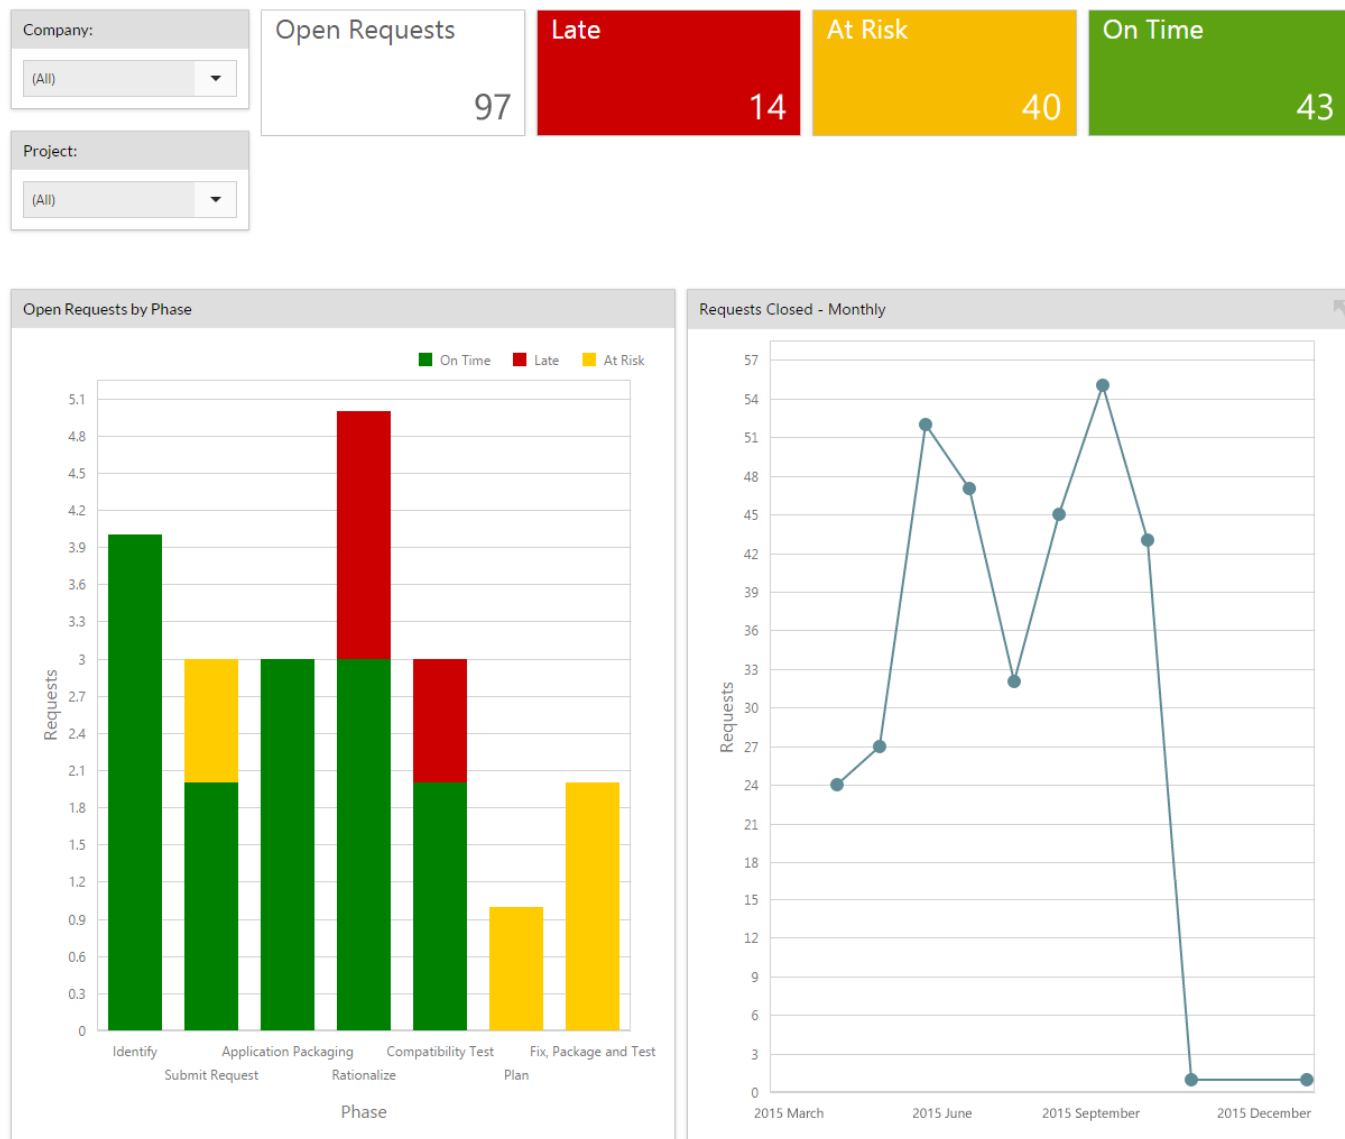 Company:
(All)
Project:
(All)
Open Requests
97
Late
14
At Risk
40
On Time
43
Open Requests by Phase
On Time Late At Risk
5.1
4.8
4.5
4.2
3.9
3.6
3.3
3
2.7
2.4
2.1
1.8
1.5
1.2
0.9
0.6
0.3
0
Requests
Identify Application Packaging Compatibility Test Fix, Package and Test
Submit Request Rationalize Plan
Phase
Requests Closed - Monthly
57
54
51
48
45
42
39
36
33
30
27
24
21
18
15
12
9
6
3
0
Requests
2015 March 2015 June 2015 September 2015 December